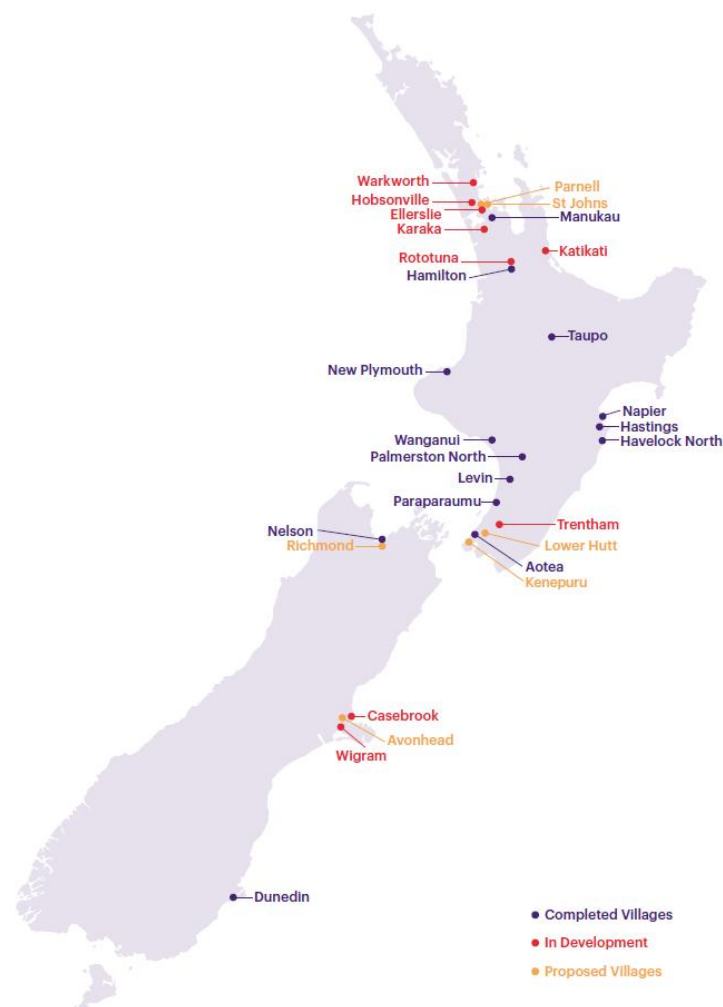 Warkworth
Parnell
Hobsonville
St Johns
Ellerslie
Manukau
Karaka
Katikati
Rototuna
Hamilton
Taupo
New Plymouth
Napier
Hastings
Wanganui
Havelock North
Palmerston North
Levin
Paraparaumu
Trentham
Nelson
Richmond
Lower Hutt
Aotea
Kenepuru
Casebrook
Avonhead
Wigram
Dunedin
Completed Villages
In Development
Proposed Villages